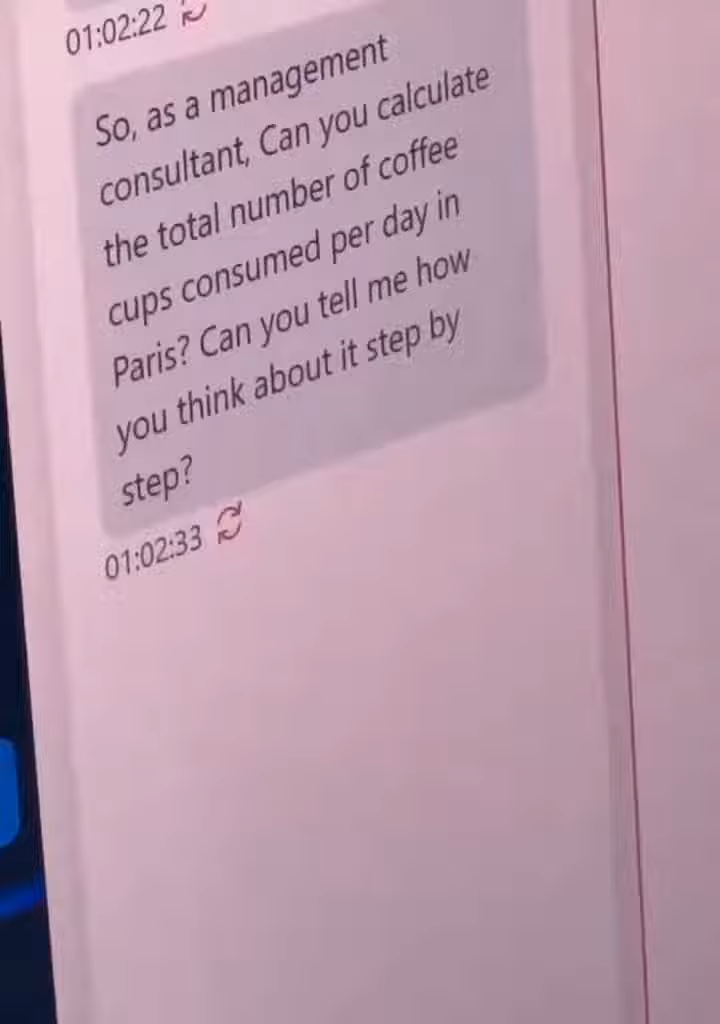 01:02:22
So, as a management
consultant, Can you calculate
the total number of coffee
cups consumed per day in
Paris? Can you tell me how
you think about it step by
step?
01:02:33